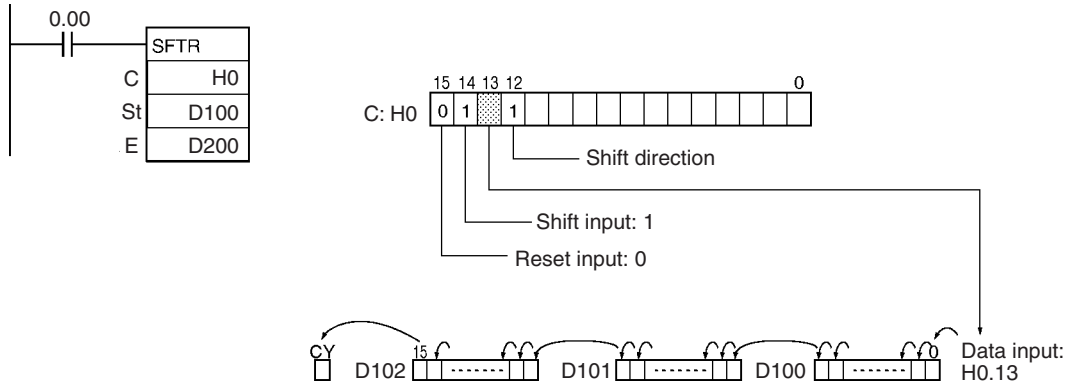 0.00
SFTR
C H0
St D100
E D200
15 14 13 12 0
C: H0 0 1 1
Shift direction
Shift input: 1
Reset input: 0
CY 15 0 Data input:
D102 D101 D100 H0.13